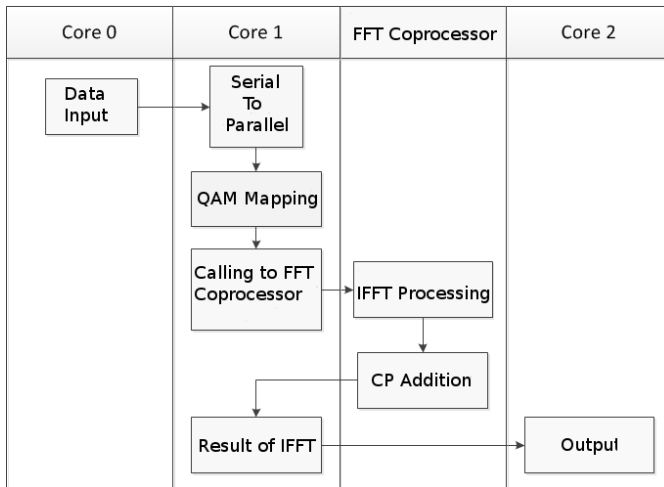 Core 0
Core 1
FFT Coprocessor
Core 2
Data
Input
Serial
To
Parallel
QAM Mapping
Calling to FFT
Coprocessor
IFFT Processing
CP Addition
Result of IFFT
Output